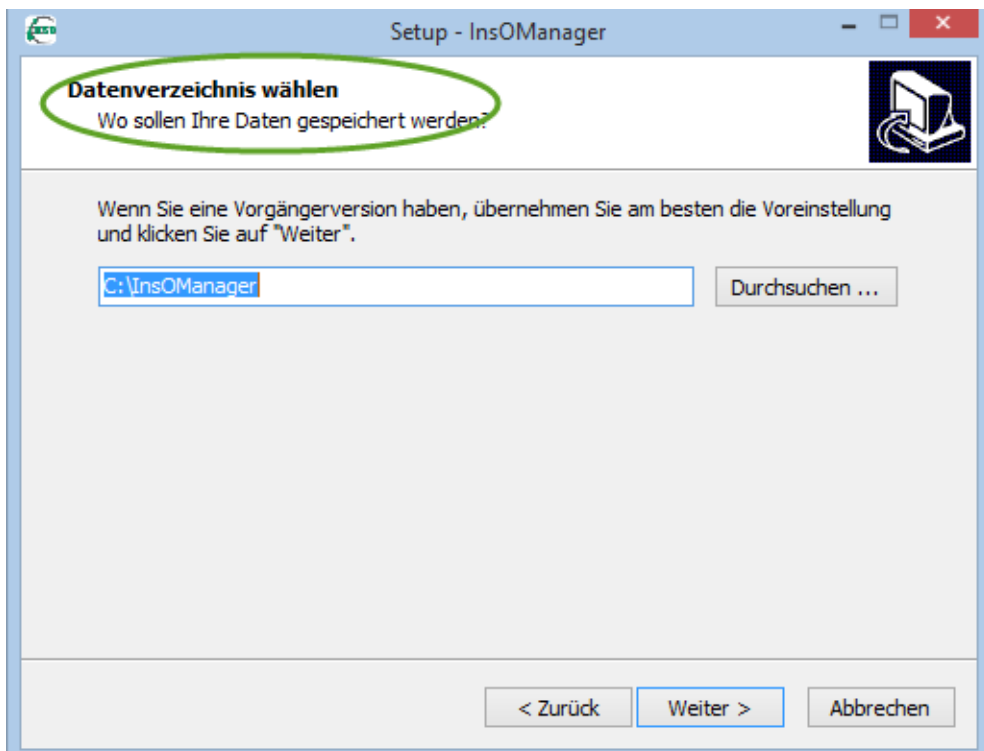 Setup - InsOManager
Datenverzeichnis wählen
Wo sollen Ihre Daten gespeichert werden?
Wenn Sie eine Vorgängerversion haben, übernehmen Sie am besten die Voreinstellung
und klicken Sie auf "Weiter".
C:\InsOManager
Durchsuchen ...
< Zurück
Weiter >
Abbrechen